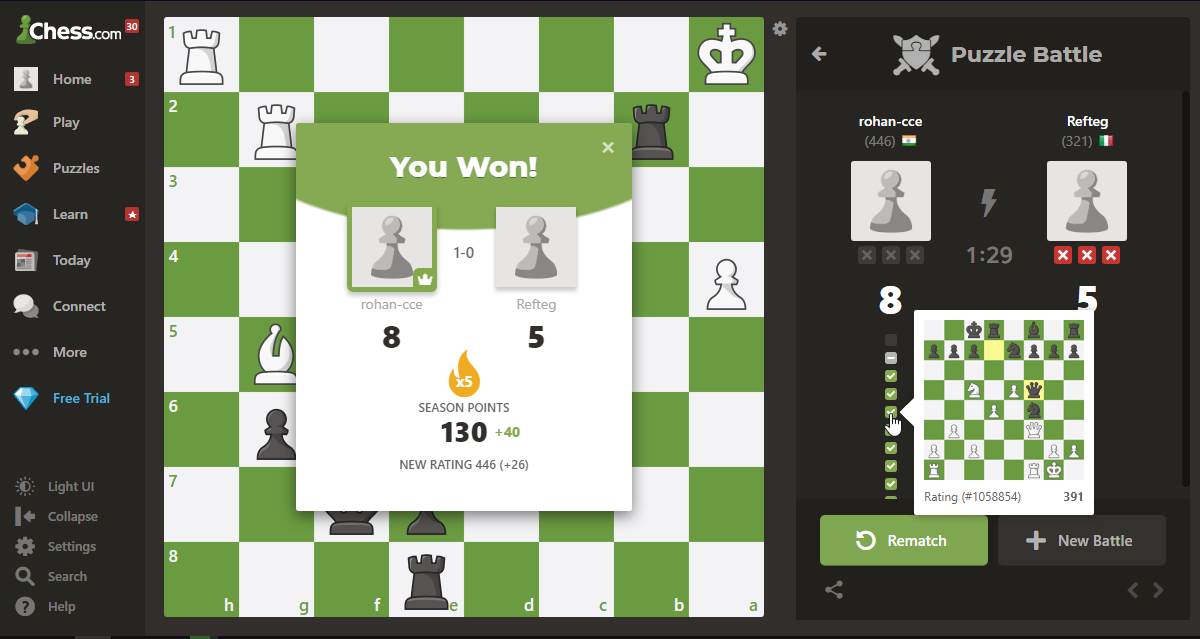 Chess.com 30
Home 3
Play
Puzzles
Learn
Today
Connect
More
Free Trial
Light UI
Collapse
Settings
Search
Help
1
2
3
4
5
6
7
8
h g f e d c b a
You Won!
1-0
rohan-cce Refteg
8 5
x5
SEASON POINTS
130 +40
NEW RATING 446 (+26)
Puzzle Battle
rohan-cce Refteg
(446) (321)
1:29
8 5
Rating (#1058854) 391
Rematch New Battle